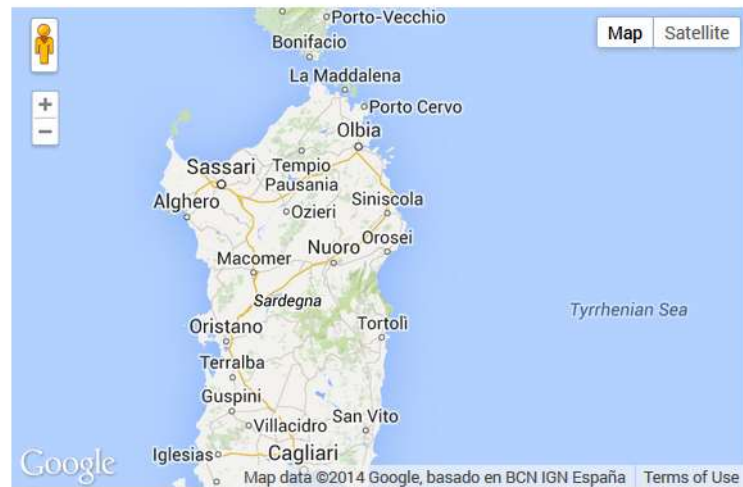 Porto-Vecchio
Map Satellite
Bonifacio
La Maddalena
Porto Cervo
Olbia
Sassari
Tempio
Pausania
Alghero
Ozieri
Siniscola
Nuoro
Orosei
Macomer
Sardegna
Tyrrhenian Sea
Oristano
Tortolì
Terralba
Guspini
San Vito
Villacidro
Iglesias
Cagliari
Google
Map data ©2014 Google, basado en BCN IGN España
Terms of Use